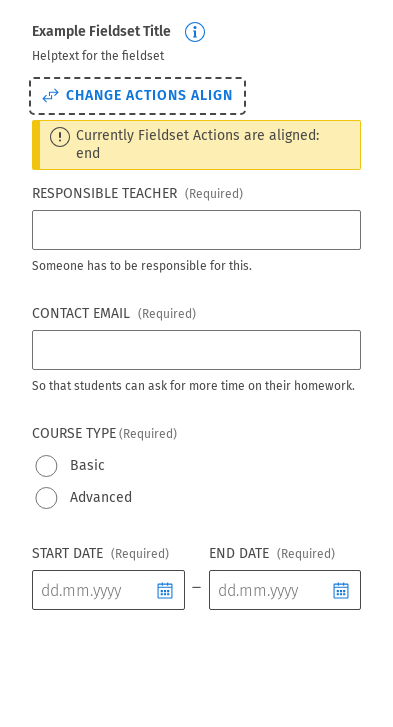 Example Fieldset Title
Helptext for the fieldset
CHANGE ACTIONS ALIGN
Currently Fieldset Actions are aligned:
end
RESPONSIBLE TEACHER (Required)
Someone has to be responsible for this.
CONTACT EMAIL (Required)
So that students can ask for more time on their homework.
COURSE TYPE (Required)
Basic
Advanced
START DATE (Required) END DATE (Required)
dd.mm.yyyy – dd.mm.yyyy